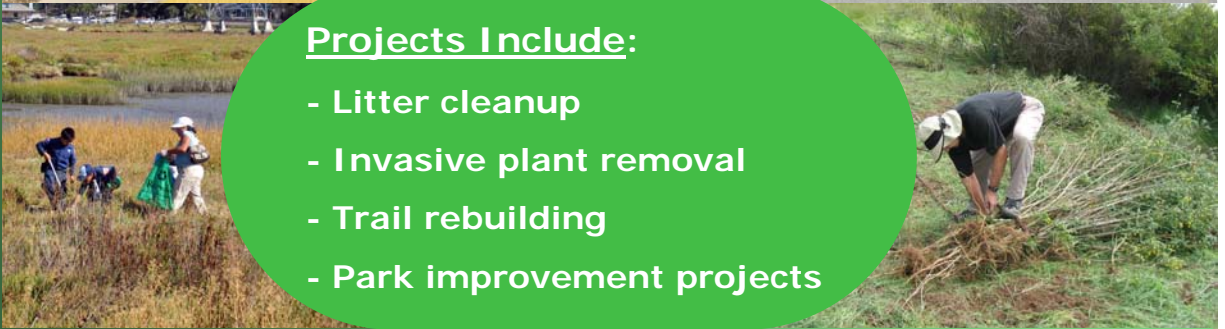 Projects Include:
- Litter cleanup
- Invasive plant removal
- Trail rebuilding
- Park improvement projects